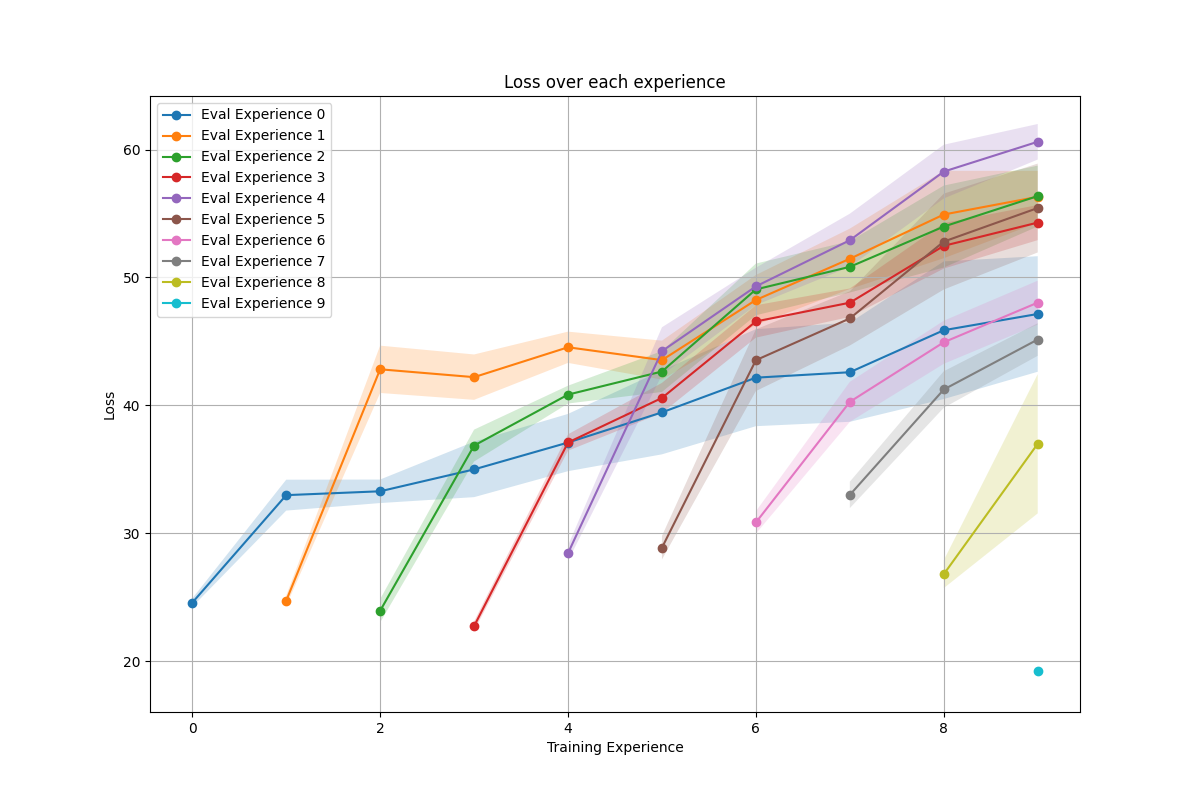 Loss over each experience
Eval Experience 0
Eval Experience 1
Eval Experience 2
Eval Experience 3
Eval Experience 4
Eval Experience 5
Eval Experience 6
Eval Experience 7
Eval Experience 8
Eval Experience 9
60
50
40
30
20
Loss
0 2 4 6 8
Training Experience